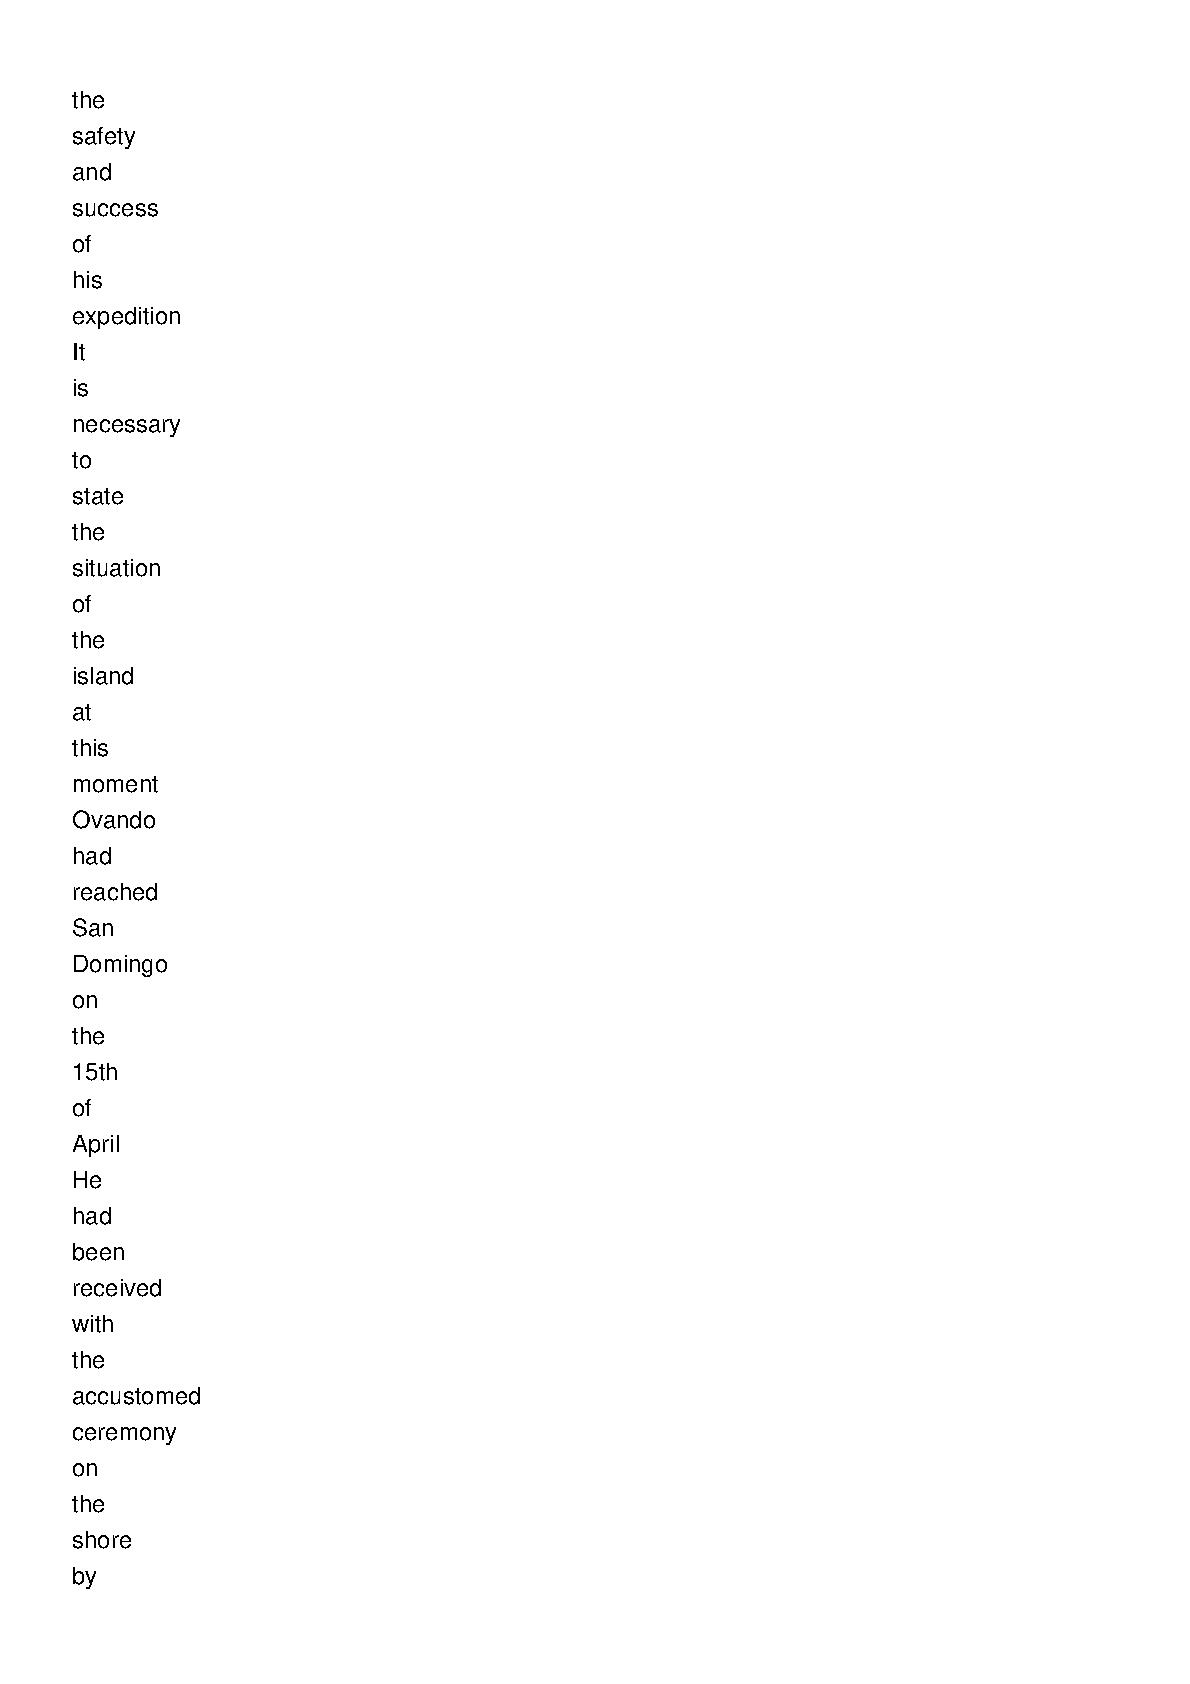 the
safety
and
success
of
his
expedition
It
is
necessary
to
state
the
situation
of
the
island
at
this
moment
Ovando
had
reached
San
Domingo
on
the
15th
of
April
He
had
been
received
with
the
accustomed
ceremony
on
the
shore
by